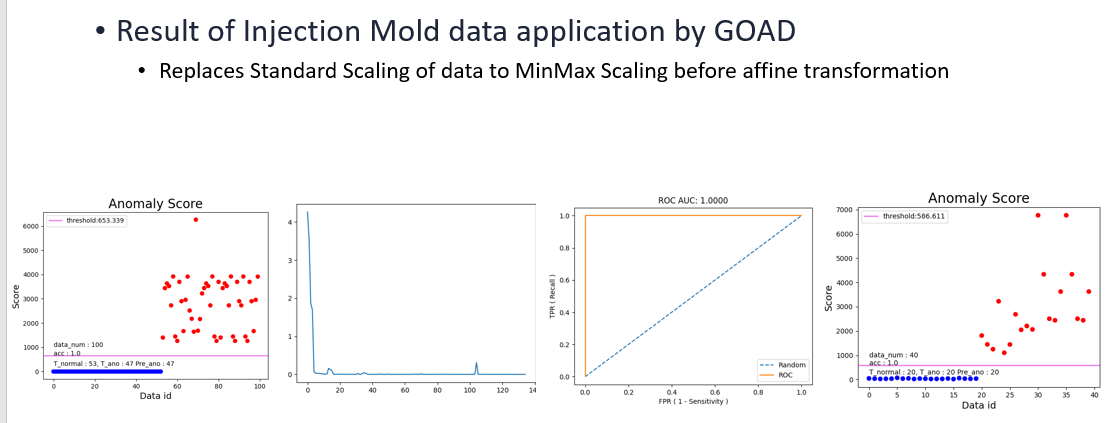 • Result of Injection Mold data application by GOAD
• Replaces Standard Scaling of data to MinMax Scaling before affine transformation
Anomaly Score
threshold:653.339
6000
5000
4000
3000
2000
1000
0
Score
data_num : 100
acc : 1.0
T_normal : 53, T_ano : 47 Pre_ano : 47
0 20 40 60 80 100
Data id
4
3
2
1
0
0 20 40 60 80 100 120
ROC AUC: 1.0000
1.0
0.8
0.6
0.4
0.2
0.0
TPR ( Recall )
Random
ROC
0.0 0.2 0.4 0.6 0.8 1.0
FPR ( 1 - Sensitivity )
Anomaly Score
threshold:586.611
7000
6000
5000
4000
3000
2000
1000
0
Score
data_num : 40
acc : 1.0
T_normal : 20, T_ano : 20 Pre_ano : 20
0 5 10 15 20 25 30 35 40
Data id